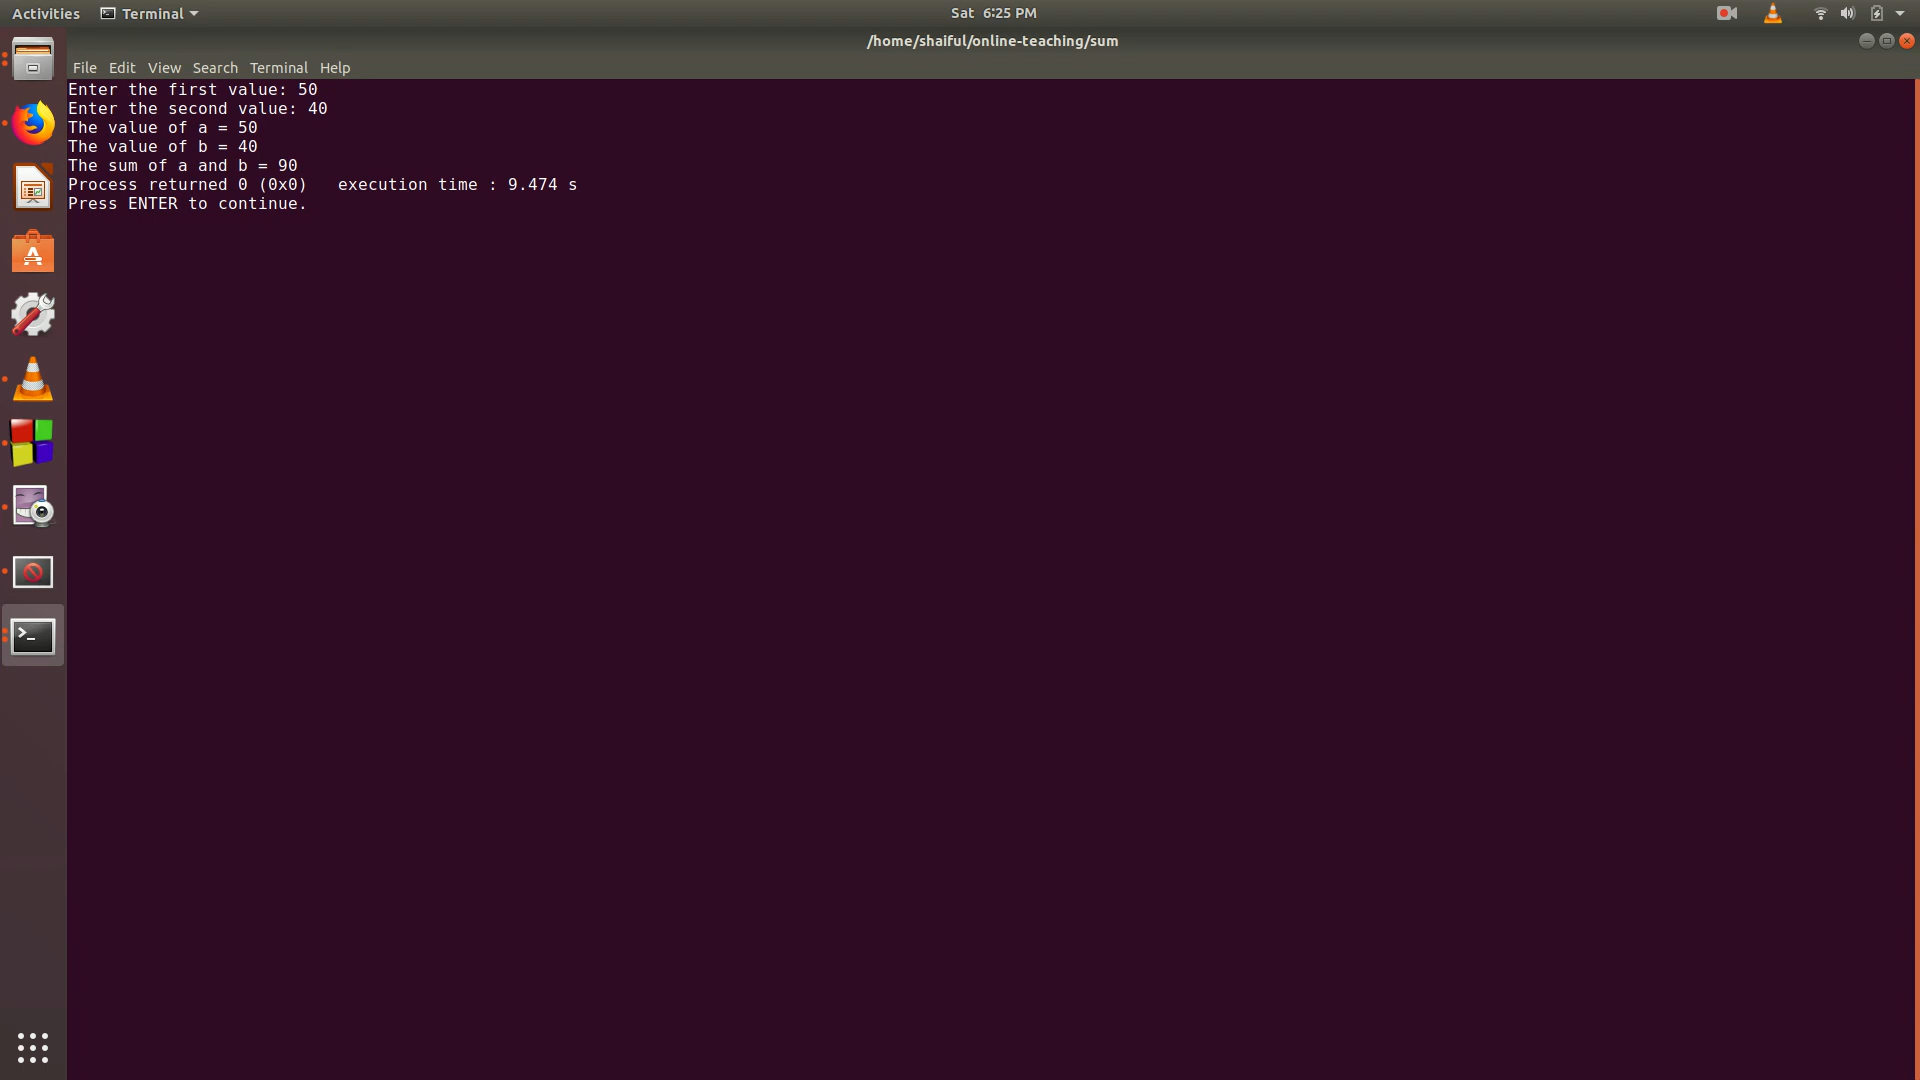 Activities Terminal Sat 6:25 PM
/home/shaiful/online-teaching/sum
File Edit View Search Terminal Help
Enter the first value: 50
Enter the second value: 40
The value of a = 50
The value of b = 40
The sum of a and b = 90
Process returned 0 (0x0)   execution time : 9.474 s
Press ENTER to continue.